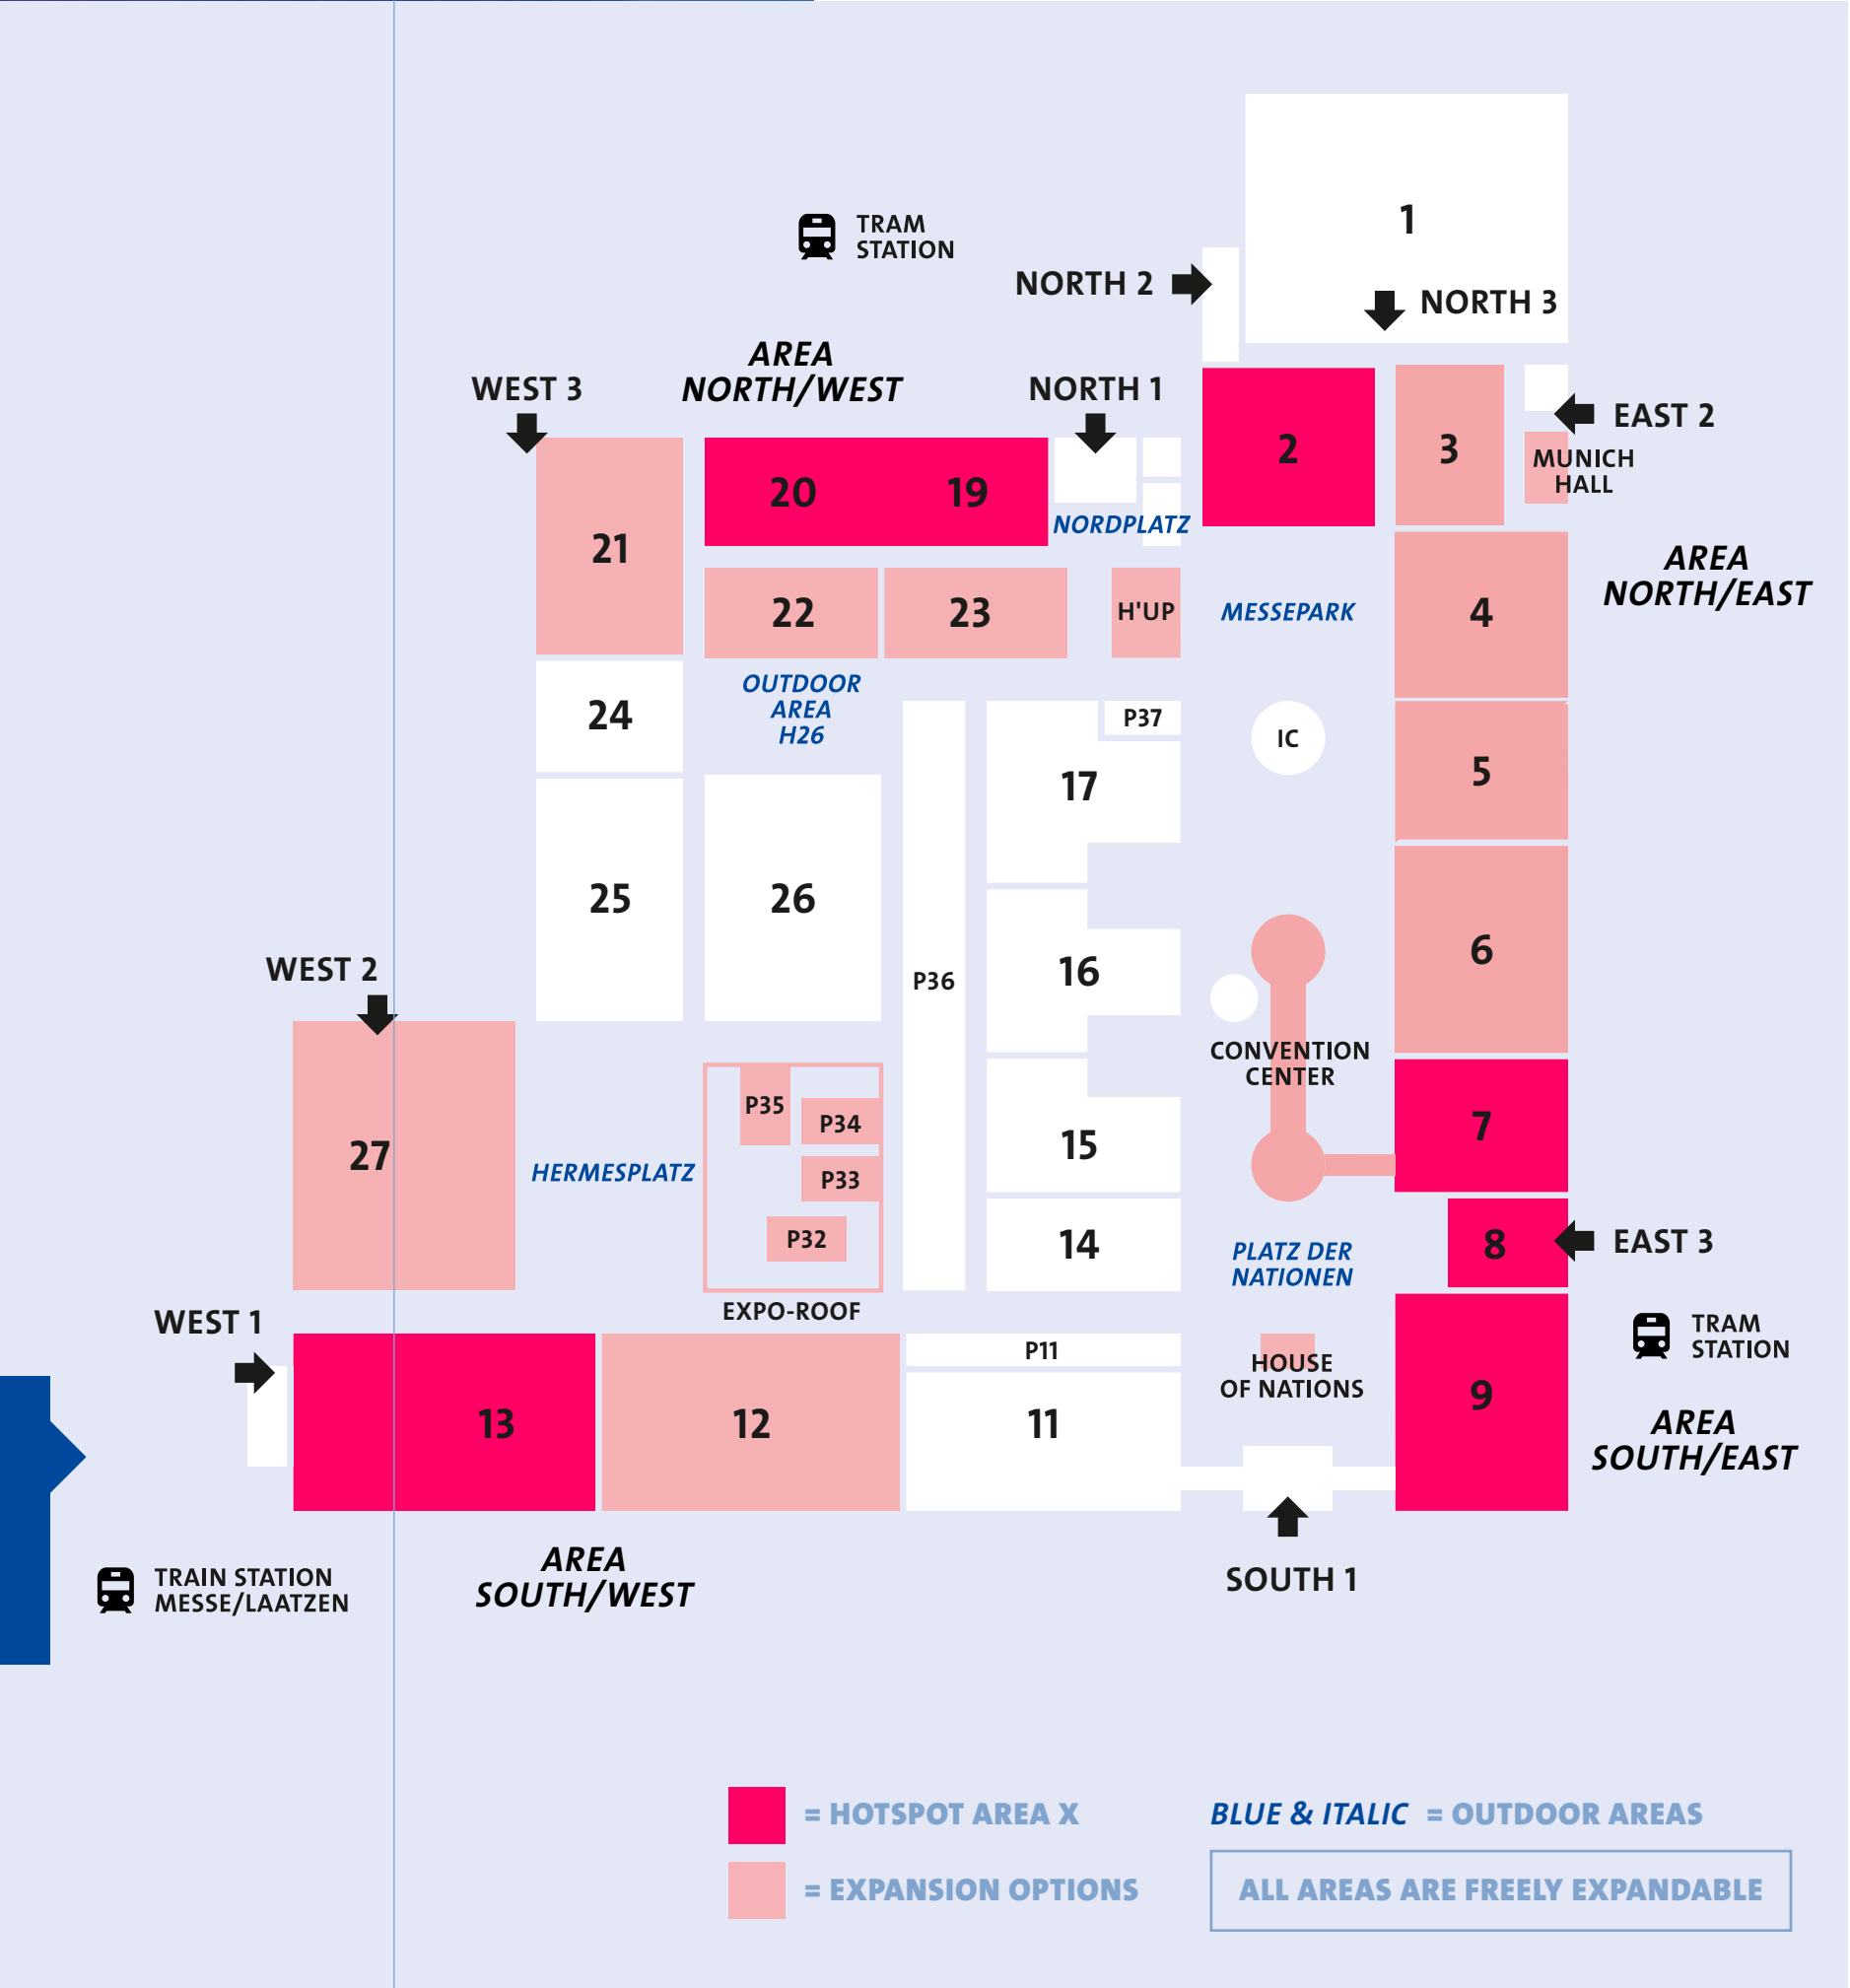 1
TRAM
STATION
NORTH 2
NORTH 3
AREA
NORTH/WEST
WEST 3
NORTH 1
EAST 2
2
3
MUNICH
HALL
20
19
NORDPLATZ
21
AREA
NORTH/EAST
22
23
H'UP
MESSEPARK
4
OUTDOOR
AREA
H26
24
P37
IC
17
5
25
26
6
WEST 2
P36
16
CONVENTION
CENTER
P35
P34
7
27
15
HERMESPLATZ
P33
P32
14
PLATZ DER
NATIONEN
8
EAST 3
EXPO-ROOF
WEST 1
P11
HOUSE
OF NATIONS
TRAM
STATION
13
12
11
9
AREA
SOUTH/EAST
AREA
SOUTH/WEST
SOUTH 1
TRAIN STATION
MESSE/LAATZEN
= HOTSPOT AREA X
BLUE & ITALIC = OUTDOOR AREAS
= EXPANSION OPTIONS
ALL AREAS ARE FREELY EXPANDABLE